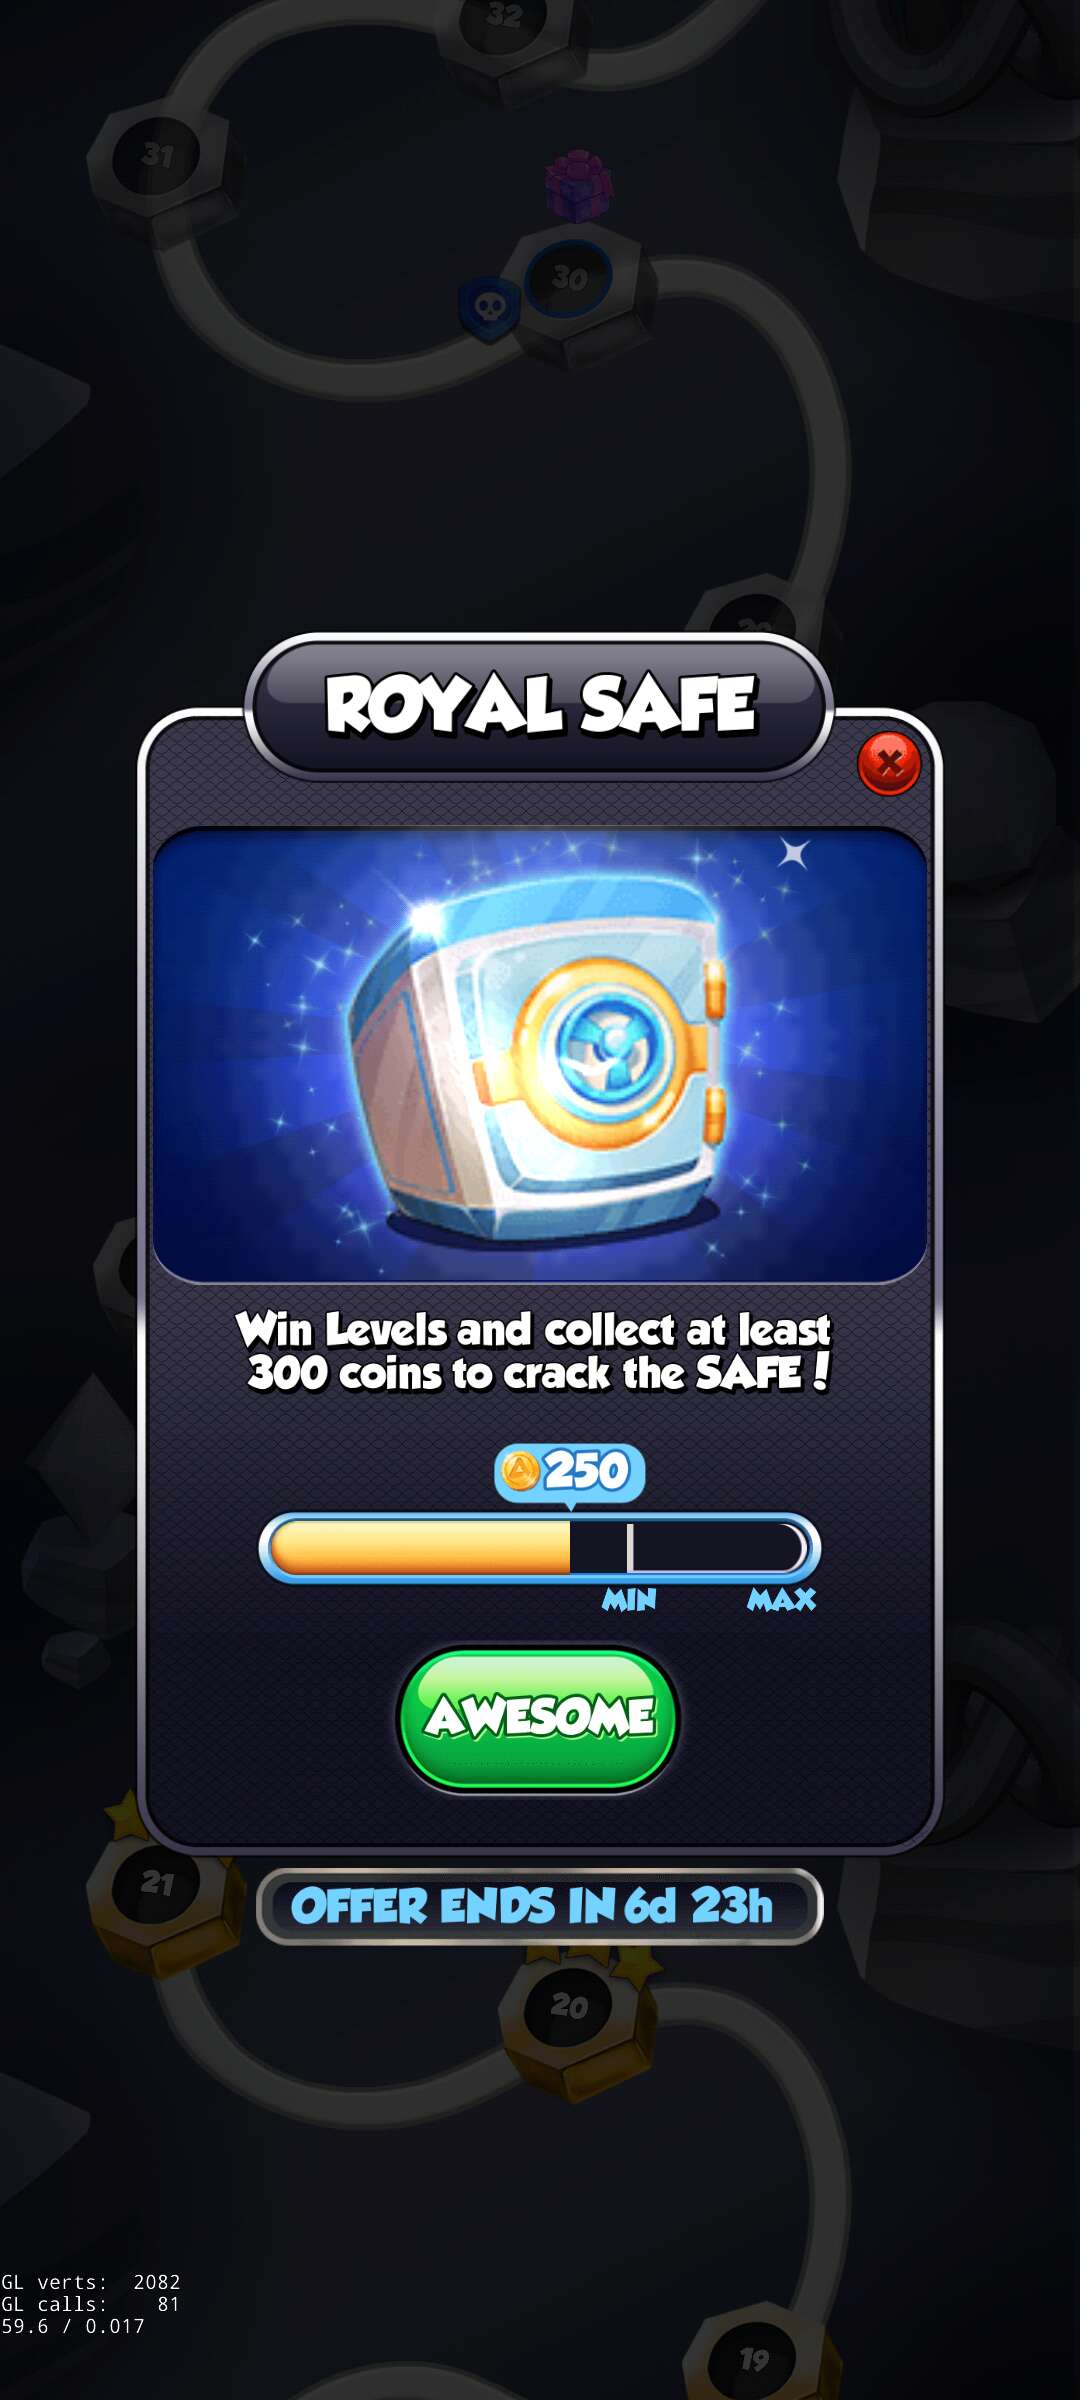 32
31
30
ROYAL SAFE
Win Levels and collect at least
300 coins to crack the SAFE!
250
MIN MAX
AWESOME
21
OFFER ENDS IN 6d 23h
20
GL verts: 2082
GL calls: 81
59.6 / 0.017
19